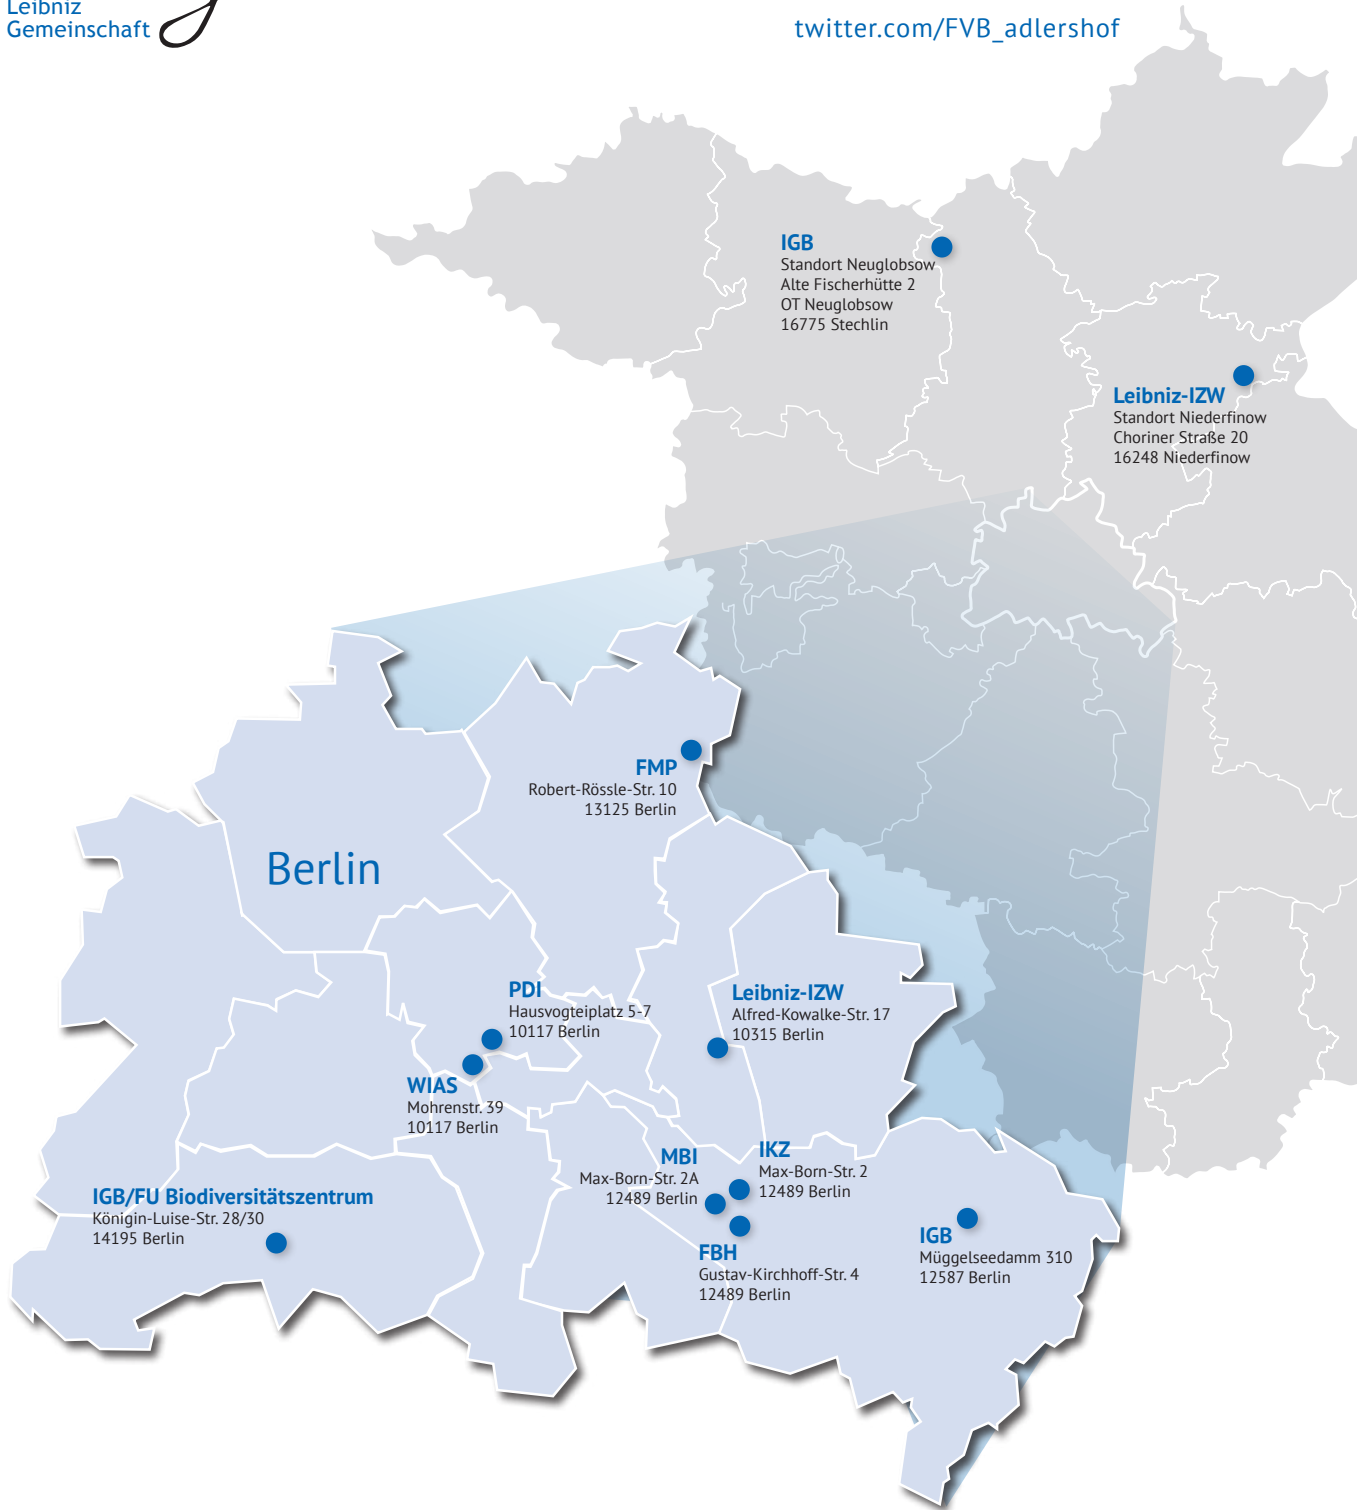 Leibniz
Gemeinschaft
twitter.com/FVB_adlershof
IGB
Standort Neuglobsow
Alte Fischerhütte 2
OT Neuglobsow
16775 Stechlin
Leibniz-IZW
Standort Niederfinow
Choriner Straße 20
16248 Niederfinow
FMP
Robert-Rössle-Str. 10
13125 Berlin
Berlin
PDI
Hausvogteiplatz 5-7
10117 Berlin
Leibniz-IZW
Alfred-Kowalke-Str. 17
10315 Berlin
WIAS
Mohrenstr. 39
10117 Berlin
MBI
Max-Born-Str. 2A
12489 Berlin
IKZ
Max-Born-Str. 2
12489 Berlin
IGB/FU Biodiversitätszentrum
Königin-Luise-Str. 28/30
14195 Berlin
FBH
Gustav-Kirchhoff-Str. 4
12489 Berlin
IGB
Müggelseedamm 310
12587 Berlin